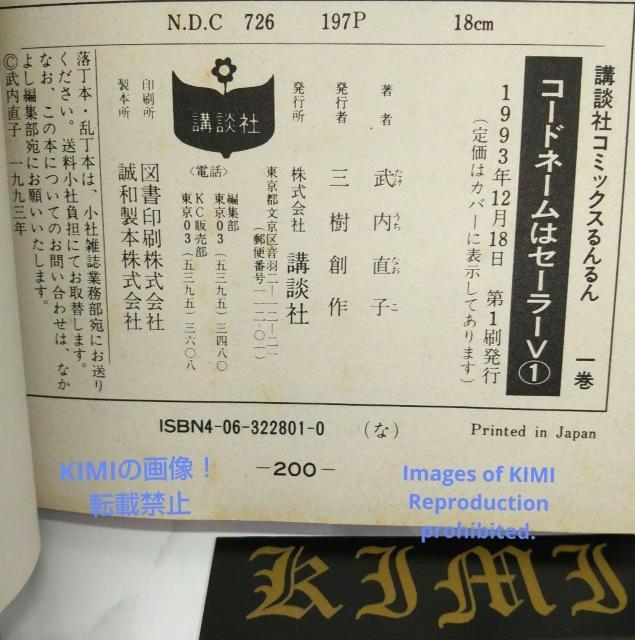 N.D.C 726 197P 18cm
講談社コミックスるんるん 一巻
コードネームはセーラーV①
1993年12月18日 第1刷発行
(定価はカバーに表示してあります)
著者 武内直子
たけ うち なお こ
発行者 三樹創作
発行所 株式会社 講談社
東京都文京区音羽二―一二―二一
(郵便番号一一二―〇一)
〈電話〉
編集部 東京03(五三九五)三四八〇
KC販売部 東京03(五三九五)三六〇八
講談社
印刷所 図書印刷株式会社
製本所 誠和製本株式会社
落丁本・乱丁本は、小社雑誌業務部宛にお送り
ください。送料小社負担にてお取替します。
なお、この本についてのお問い合わせは、なか
よし編集部宛にお願いいたします。
©武内直子 一九九三年
ISBN4-06-322801-0 (な)
Printed in Japan
—200—
KIMIの画像!
転載禁止
Images of KIMI
Reproduction
prohibited.
KIMI